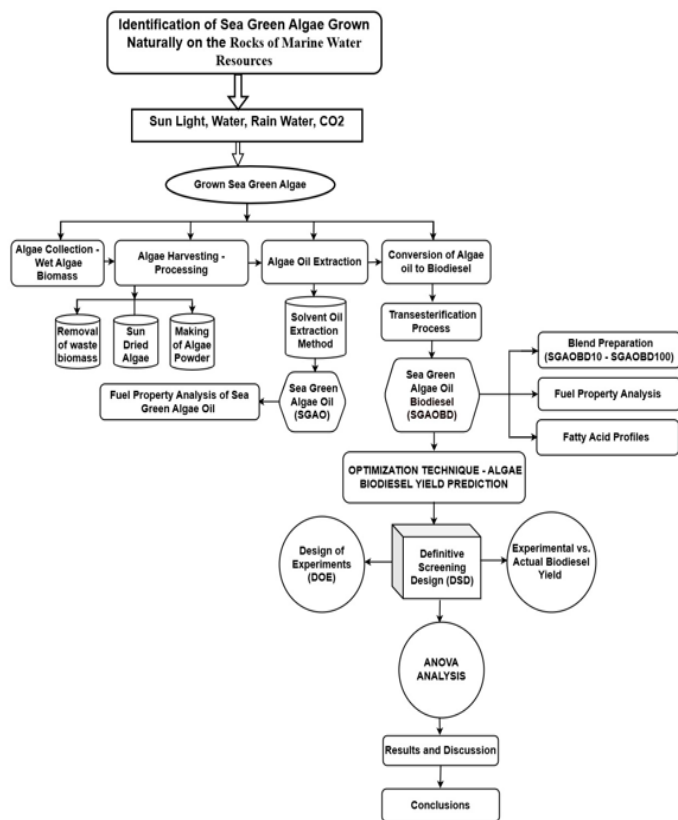 Identification of Sea Green Algae Grown
Naturally on the Rocks of Marine Water
Resources
Sun Light, Water, Rain Water, CO2
Grown Sea Green Algae
Algae Collection -
Wet Algae
Biomass
Algae Harvesting -
Processing
Algae Oil Extraction
Conversion of Algae
oil to Biodiesel
Removal
of waste
biomass
Sun
Dried
Algae
Making
of Algae
Powder
Solvent Oil
Extraction
Method
Transesterification
Process
Fuel Property Analysis of Sea
Green Algae Oil
Sea Green
Algae Oil
(SGAO)
Sea Green
Algae Oil
Biodiesel
(SGAOBD)
Blend Preparation
(SGAOBD10 - SGAOBD100)
Fuel Property Analysis
Fatty Acid Profiles
OPTIMIZATION TECHNIQUE - ALGAE
BIODIESEL YIELD PREDICTION
Design of
Experiments
(DOE)
Definitive
Screening
Design (DSD)
Experimental vs.
Actual Biodiesel
Yield
ANOVA
ANALYSIS
Results and Discussion
Conclusions